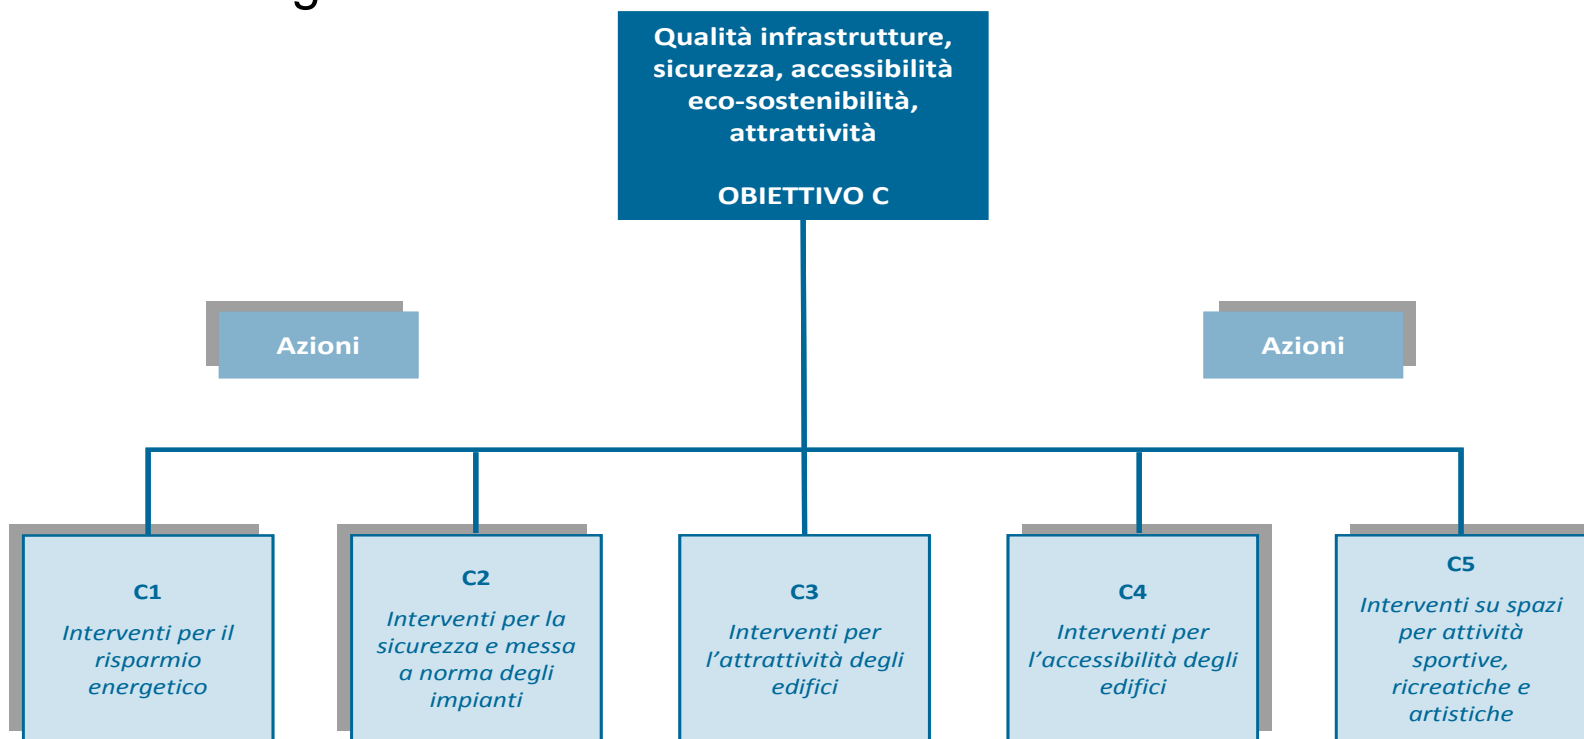 Qualità infrastrutture,
sicurezza, accessibilità
eco-sostenibilità,
attrattività
OBIETTIVO C
Azioni
Azioni
C1
Interventi per il
risparmio
energetico
C2
Interventi per la
sicurezza e messa
a norma degli
impianti
C3
Interventi per
l’attrattività degli
edifici
C4
Interventi per
l’accessibilità degli
edifici
C5
Interventi su spazi
per attività
sportive,
ricreatiche e
artistiche